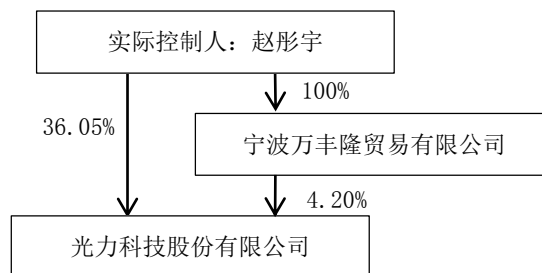 实际控制人：赵彤宇
100%
36.05%
宁波万丰隆贸易有限公司
4.20%
光力科技股份有限公司